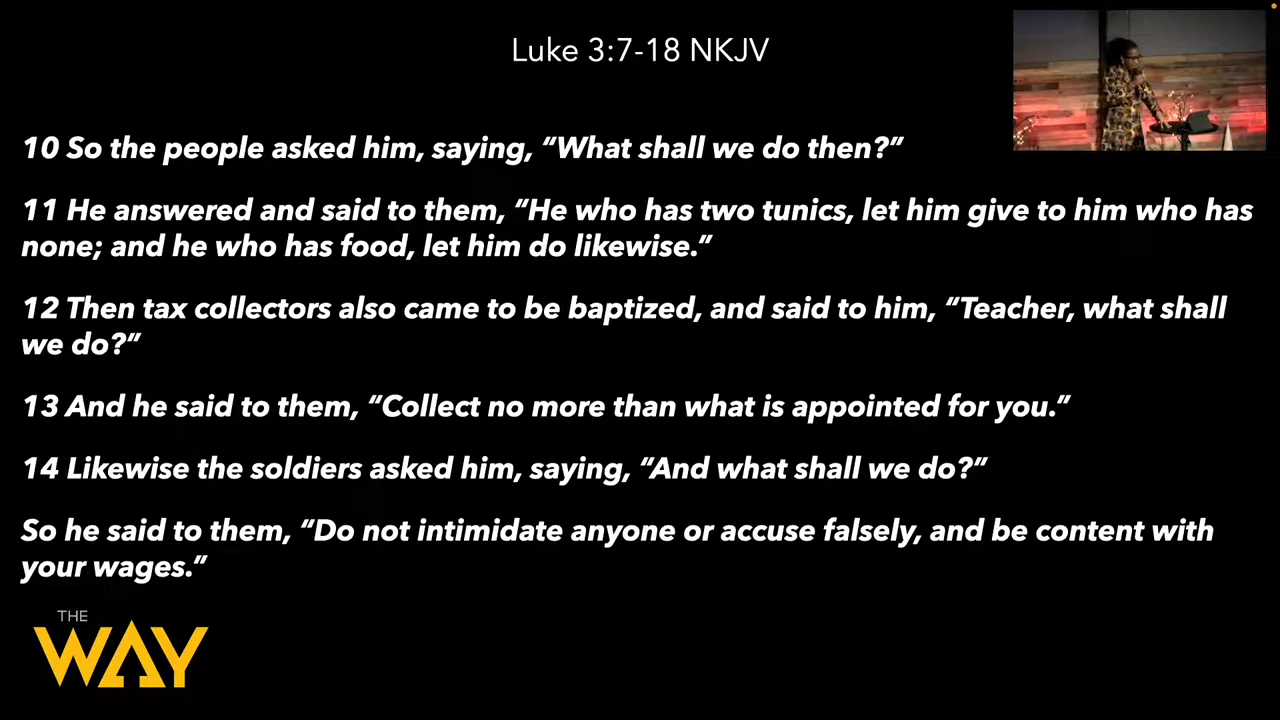 Luke 3:7-18 NKJV
10 So the people asked him, saying, “What shall we do then?”
11 He answered and said to them, “He who has two tunics, let him give to him who has
none; and he who has food, let him do likewise.”
12 Then tax collectors also came to be baptized, and said to him, “Teacher, what shall
we do?”
13 And he said to them, “Collect no more than what is appointed for you.”
14 Likewise the soldiers asked him, saying, “And what shall we do?”
So he said to them, “Do not intimidate anyone or accuse falsely, and be content with
your wages.”
THE
WAY